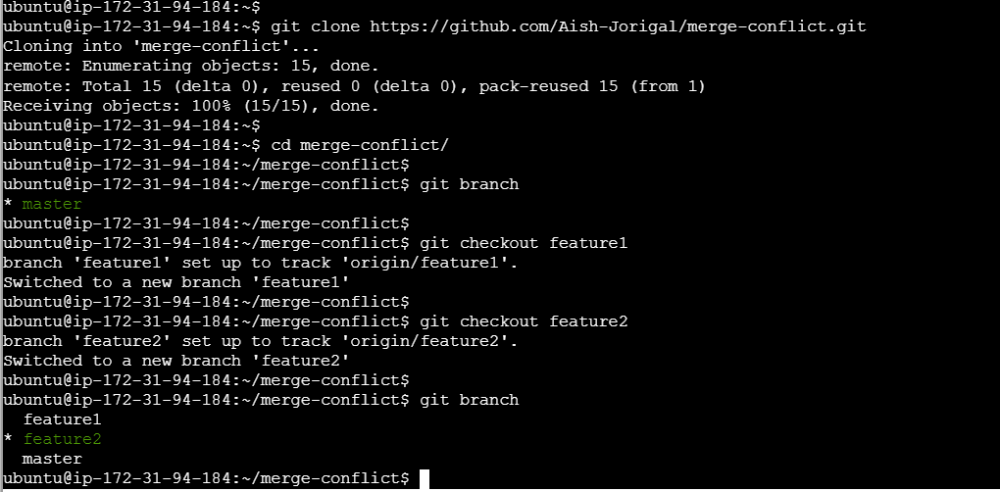 ubuntu@ip-172-31-94-184:~$
ubuntu@ip-172-31-94-184:~$ git clone https://github.com/Aish-Jorigal/merge-conflict.git
Cloning into 'merge-conflict'...
remote: Enumerating objects: 15, done.
remote: Total 15 (delta 0), reused 0 (delta 0), pack-reused 15 (from 1)
Receiving objects: 100% (15/15), done.
ubuntu@ip-172-31-94-184:~$
ubuntu@ip-172-31-94-184:~$ cd merge-conflict/
ubuntu@ip-172-31-94-184:~/merge-conflict$
ubuntu@ip-172-31-94-184:~/merge-conflict$ git branch
* master
ubuntu@ip-172-31-94-184:~/merge-conflict$
ubuntu@ip-172-31-94-184:~/merge-conflict$ git checkout feature1
branch 'feature1' set up to track 'origin/feature1'.
Switched to a new branch 'feature1'
ubuntu@ip-172-31-94-184:~/merge-conflict$
ubuntu@ip-172-31-94-184:~/merge-conflict$ git checkout feature2
branch 'feature2' set up to track 'origin/feature2'.
Switched to a new branch 'feature2'
ubuntu@ip-172-31-94-184:~/merge-conflict$
ubuntu@ip-172-31-94-184:~/merge-conflict$ git branch
  feature1
* feature2
  master
ubuntu@ip-172-31-94-184:~/merge-conflict$